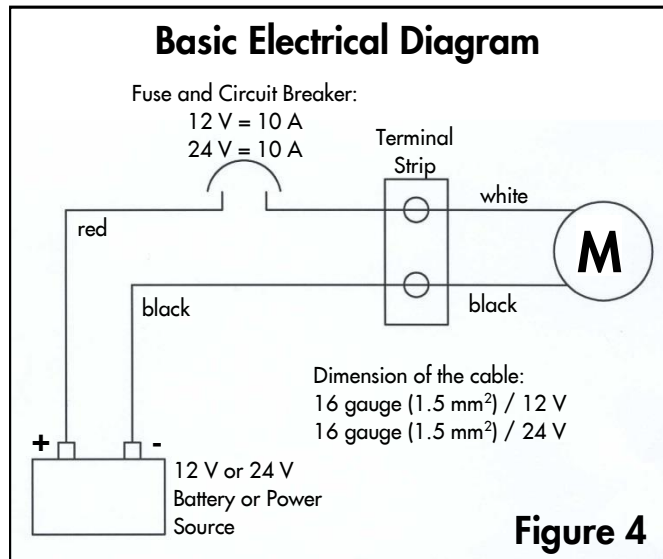 Basic Electrical Diagram
Fuse and Circuit Breaker:
12 V = 10 A
24 V = 10 A
Terminal
Strip
white
red
M
black
black
Dimension of the cable:
16 gauge (1.5 mm²) / 12 V
16 gauge (1.5 mm²) / 24 V
+ -
12 V or 24 V
Battery or Power
Source
Figure 4